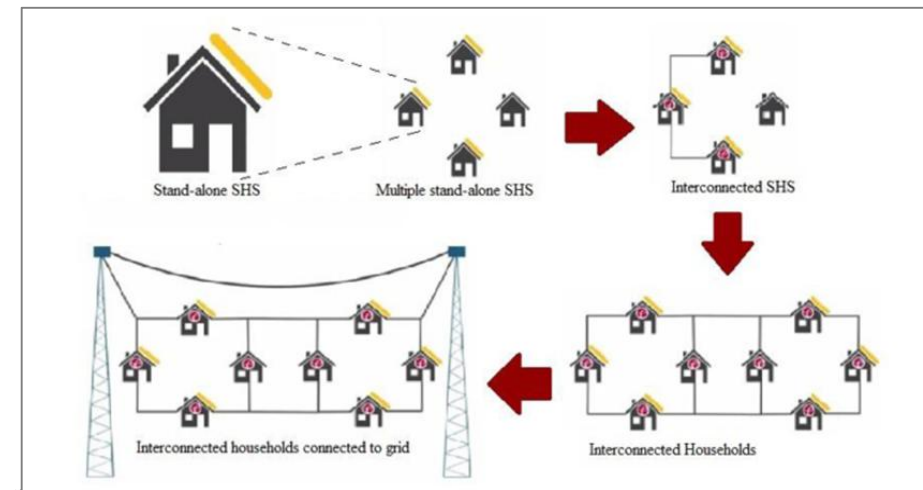 Stand-alone SHS
Multiple stand-alone SHS
Interconnected SHS
Interconnected households connected to grid
Interconnected Households